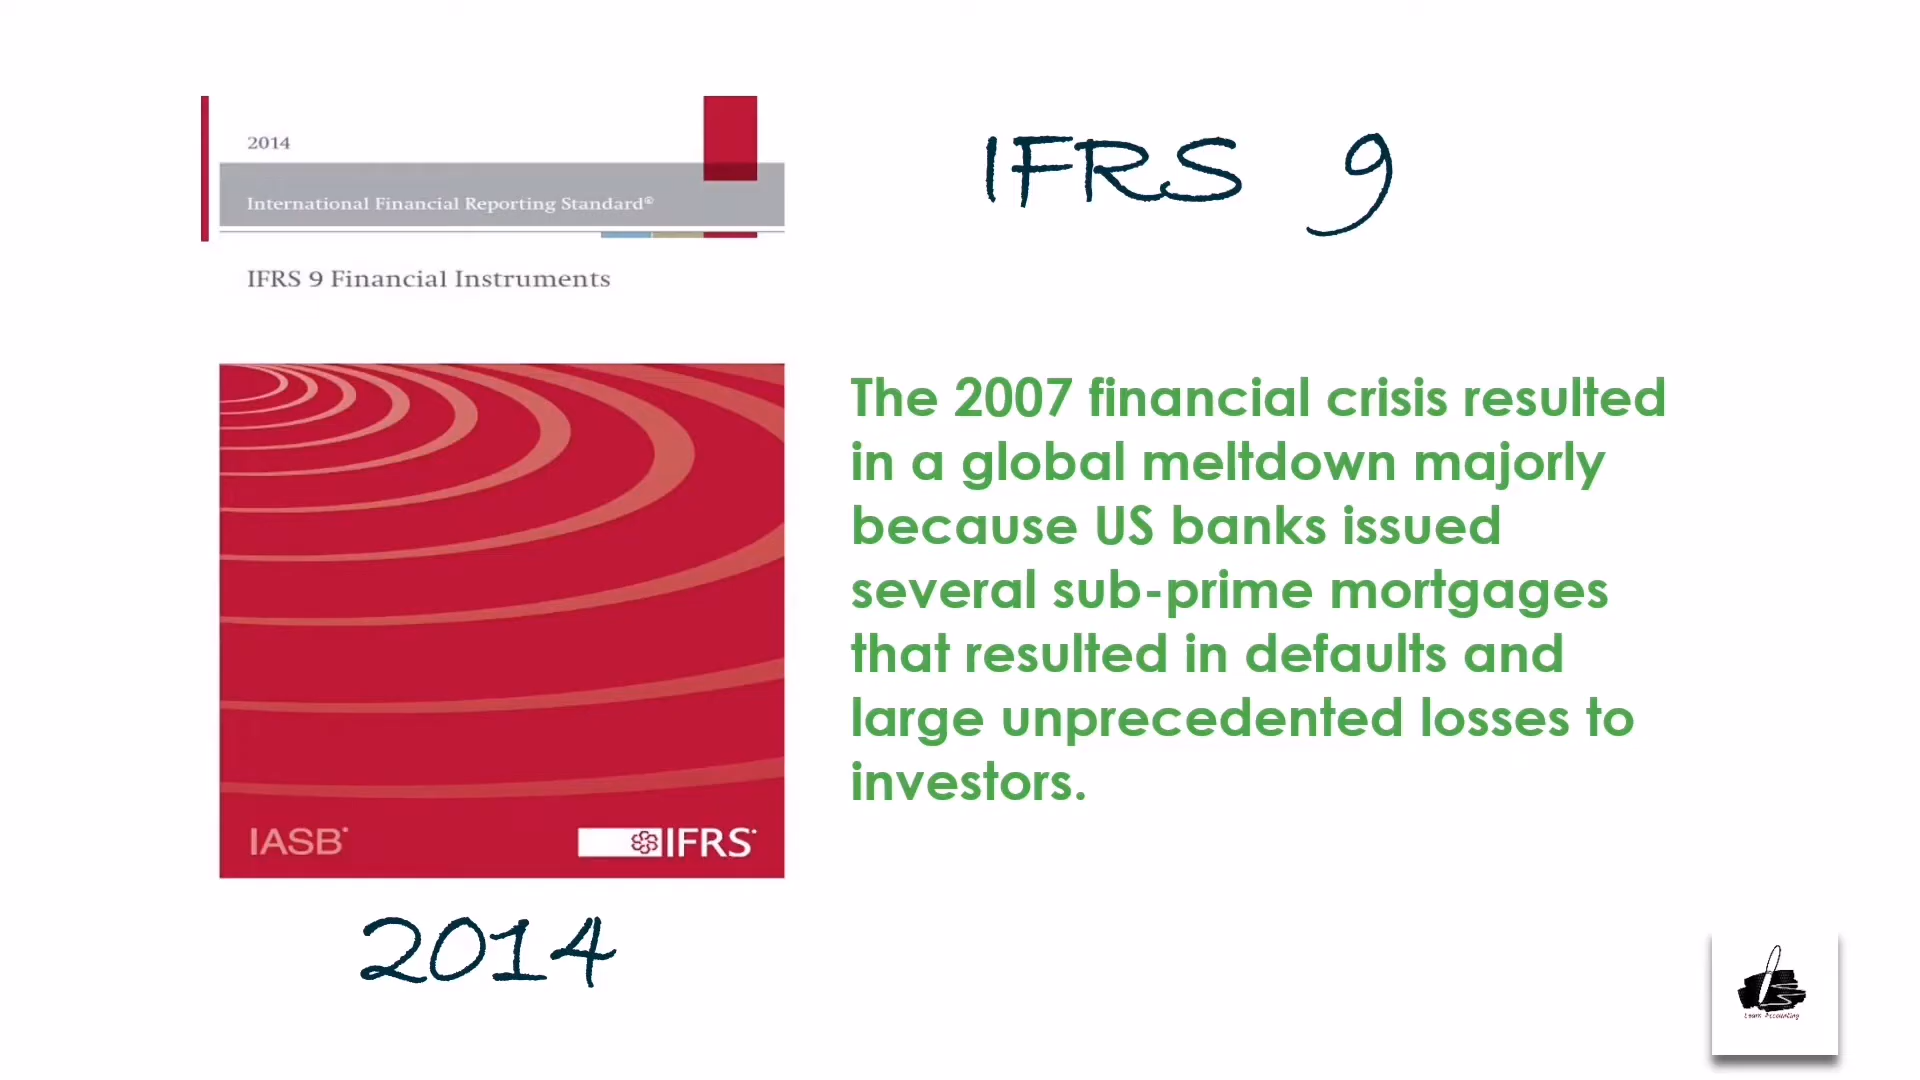 2014
International Financial Reporting Standard®
IFRS 9 Financial Instruments
IASB®
IFRS®
2014
IFRS 9
The 2007 financial crisis resulted
in a global meltdown majorly
because US banks issued
several sub-prime mortgages
that resulted in defaults and
large unprecedented losses to
investors.
Learn Accounting